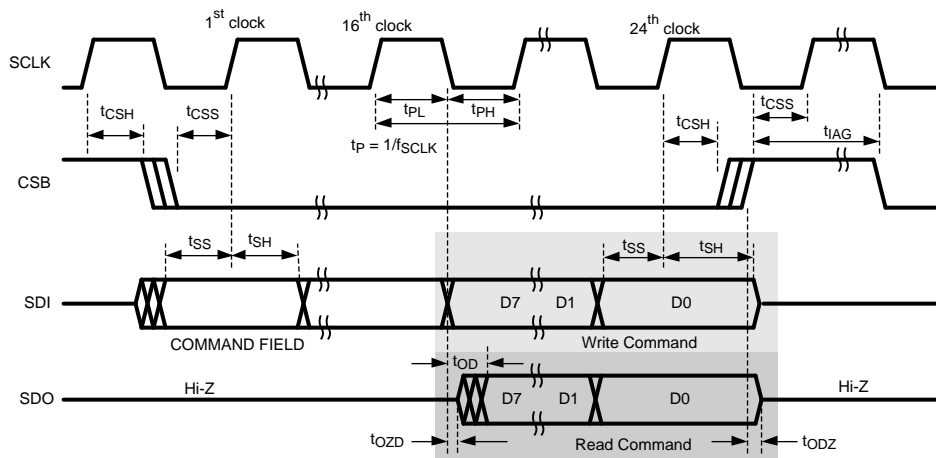 1st clock 16th clock 24th clock
SCLK
tCSH tCSS tPL tPH tCSH tCSS
tP = 1/fSCLK tIAG
CSB
tSS tSH tSS tSH
SDI D7 D1 D0
COMMAND FIELD Write Command
tOD
Hi-Z Hi-Z
SDO D7 D1 D0
tOZD Read Command tODZ